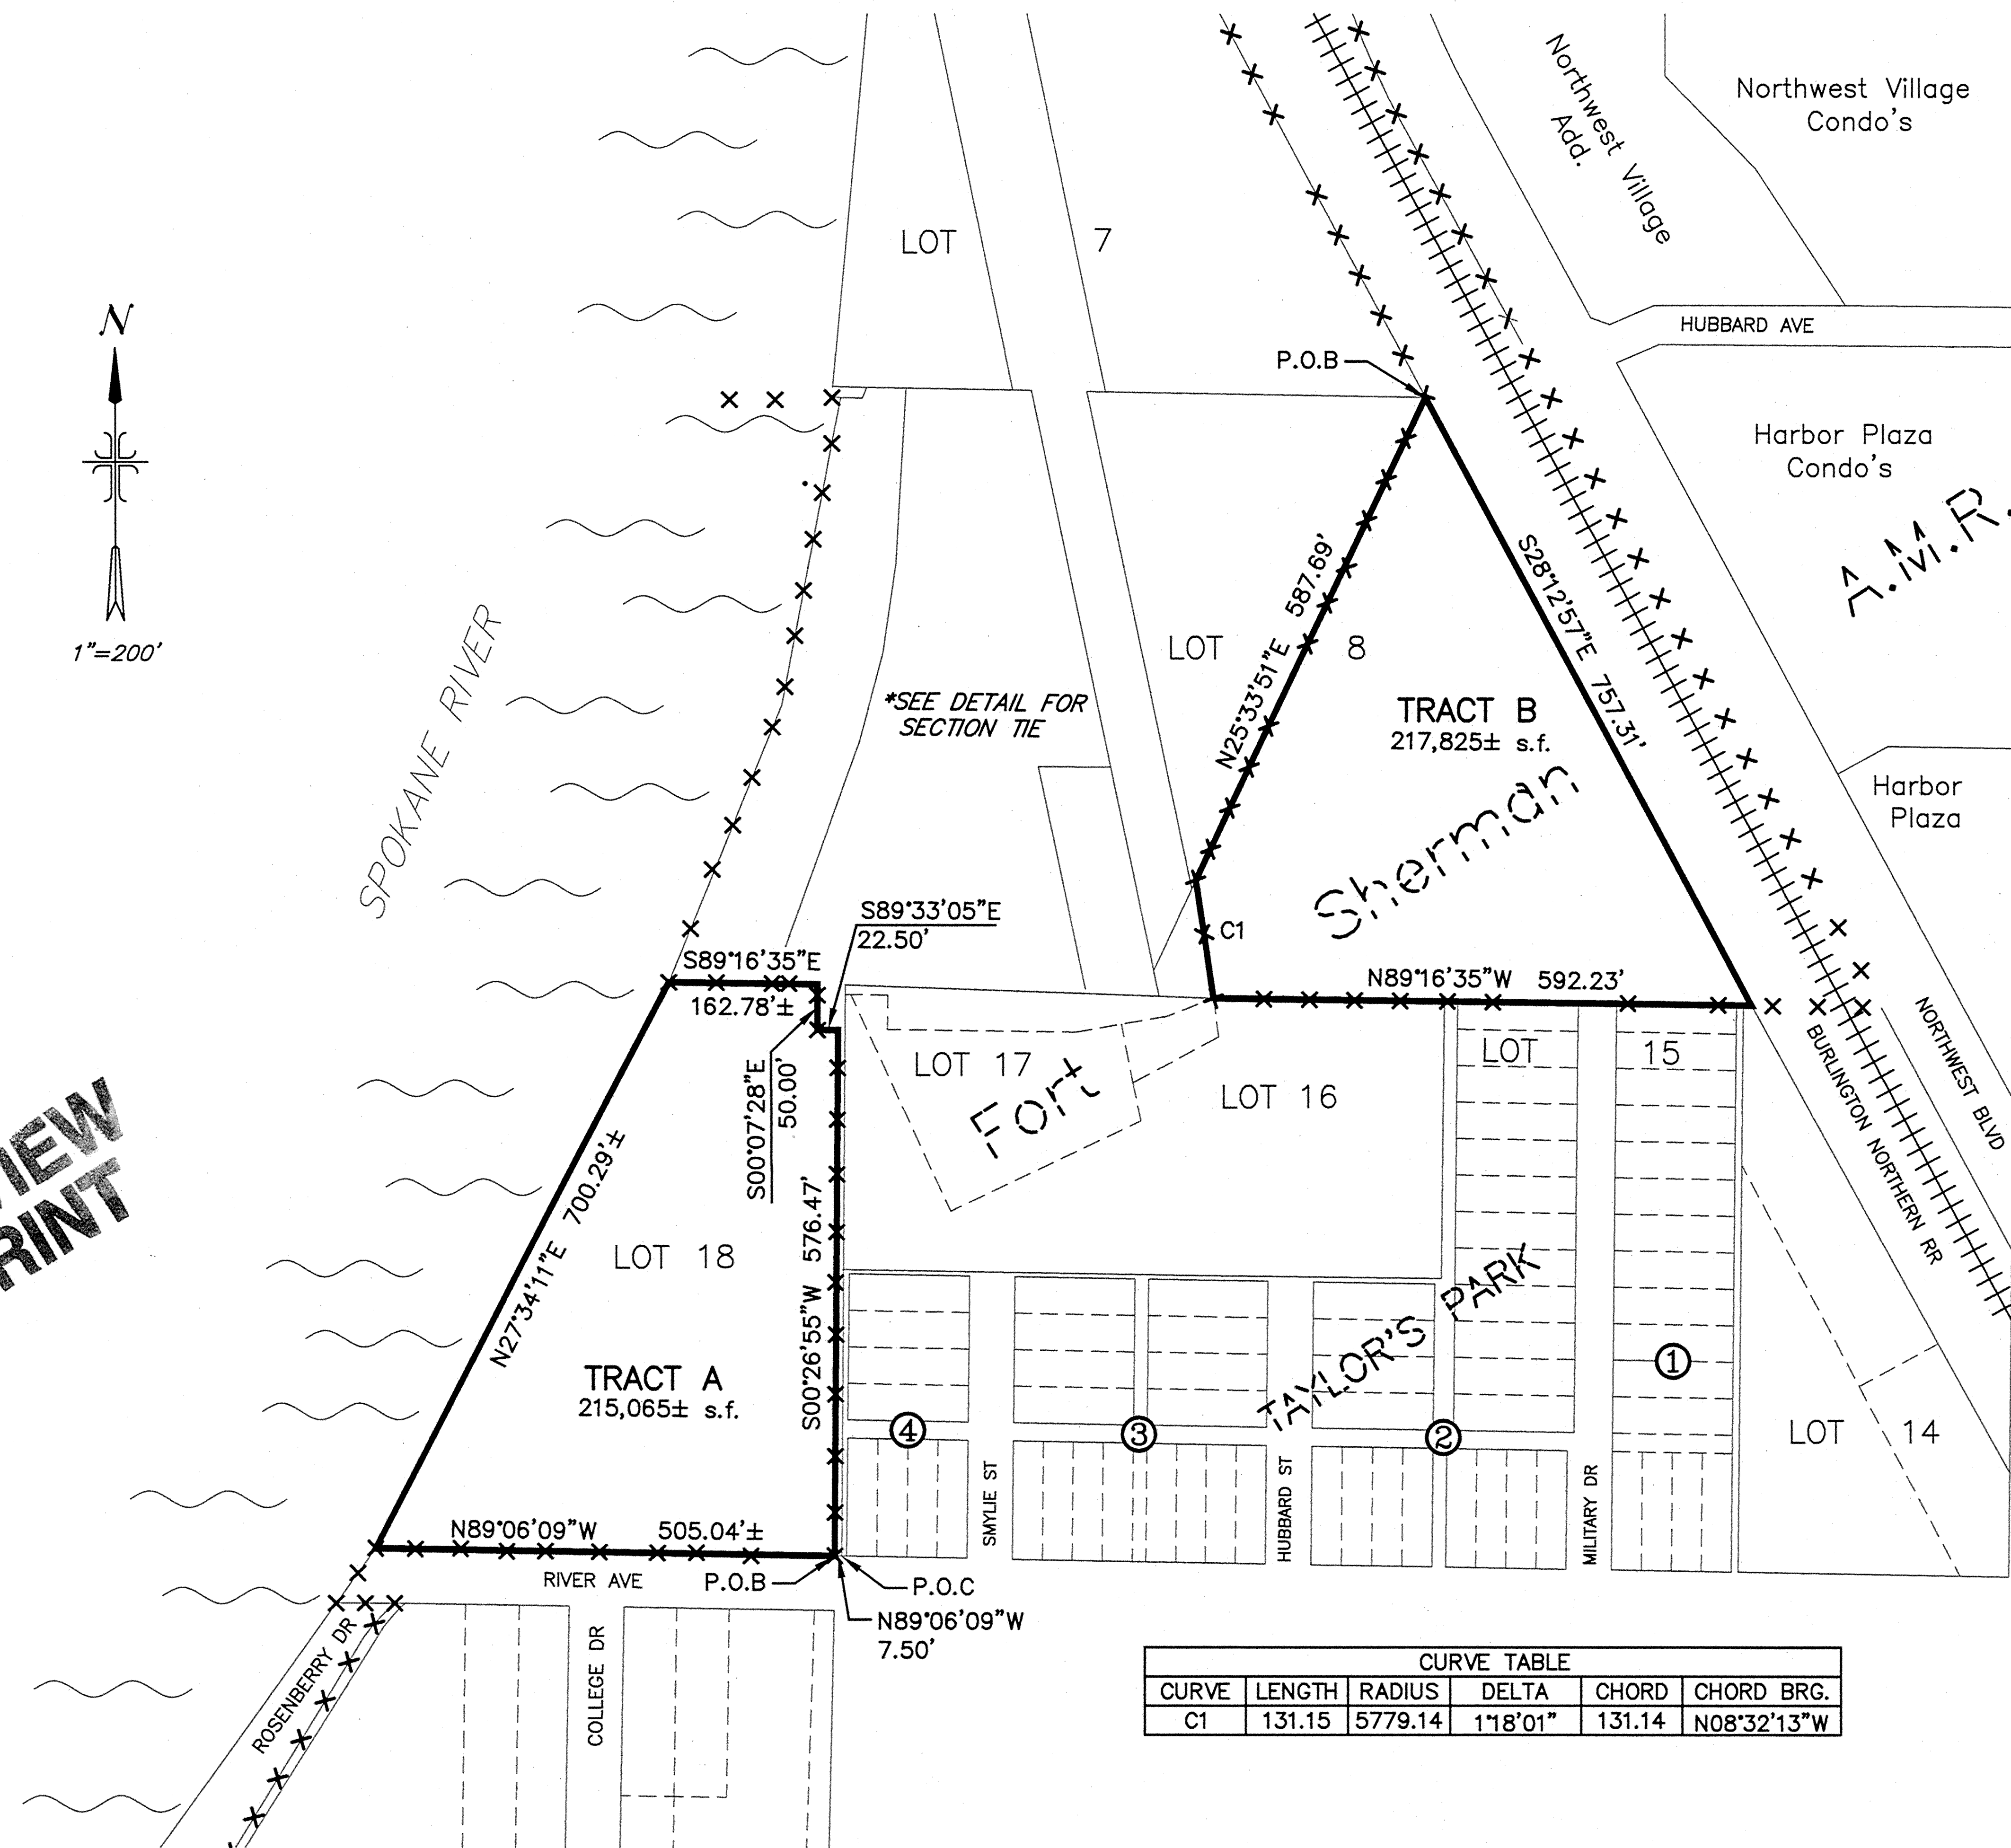 Northwest Village
Condo's
Northwest Village
Add.
LOT 7
N
HUBBARD AVE
P.O.B
Harbor Plaza
Condo's
A.M.R.
1"=200'
SPOKANE RIVER
*SEE DETAIL FOR
SECTION TIE
N25°33'51"E 587.69'
S28°12'57"E 757.31'
LOT 8
TRACT B
217,825± s.f.
Sherman
Harbor
Plaza
S89°33'05"E
22.50'
C1
S89°16'35"E
162.78'±
N89°16'35"W 592.23'
S00°07'28"E
50.00'
LOT 17
Fort
LOT 16
LOT 15
NORTHWEST BLVD
BURLINGTON NORTHERN RR
RINT
N27°34'11"E 700.29'±
LOT 18
S00°26'55"W 576.47'
TRACT A
215,065± s.f.
TAYLOR'S PARK
1
4
3
2
LOT 14
SMYLIE ST
HUBBARD ST
MILITARY DR
N89°06'09"W 505.04'±
RIVER AVE
P.O.B
P.O.C
N89°06'09"W
7.50'
ROSENBERRY DR
COLLEGE DR
CURVE TABLE
CURVE LENGTH RADIUS DELTA CHORD CHORD BRG.
C1 131.15 5779.14 1°18'01" 131.14 N08°32'13"W